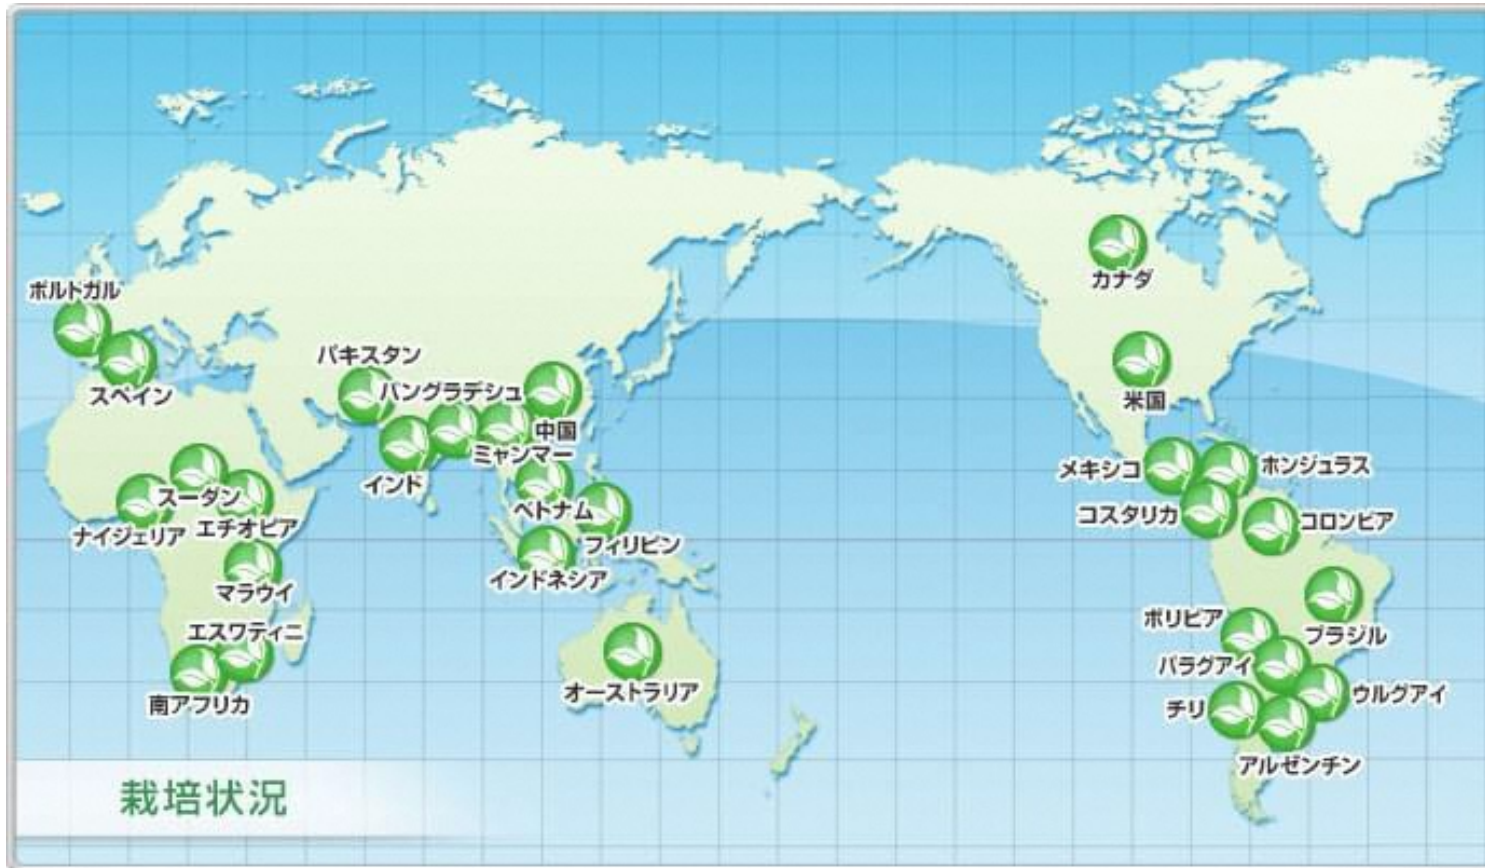 カナダ
ポルトガル
パキスタン
スペイン
バングラデシュ
米国
中国
ミャンマー
メキシコ
ホンジュラス
インド
スーダン
ベトナム
コスタリカ
コロンビア
ナイジェリア
エチオピア
フィリピン
インドネシア
マラウイ
ボリビア
エスワティニ
ブラジル
パラグアイ
オーストラリア
ウルグアイ
南アフリカ
チリ
アルゼンチン
栽培状況